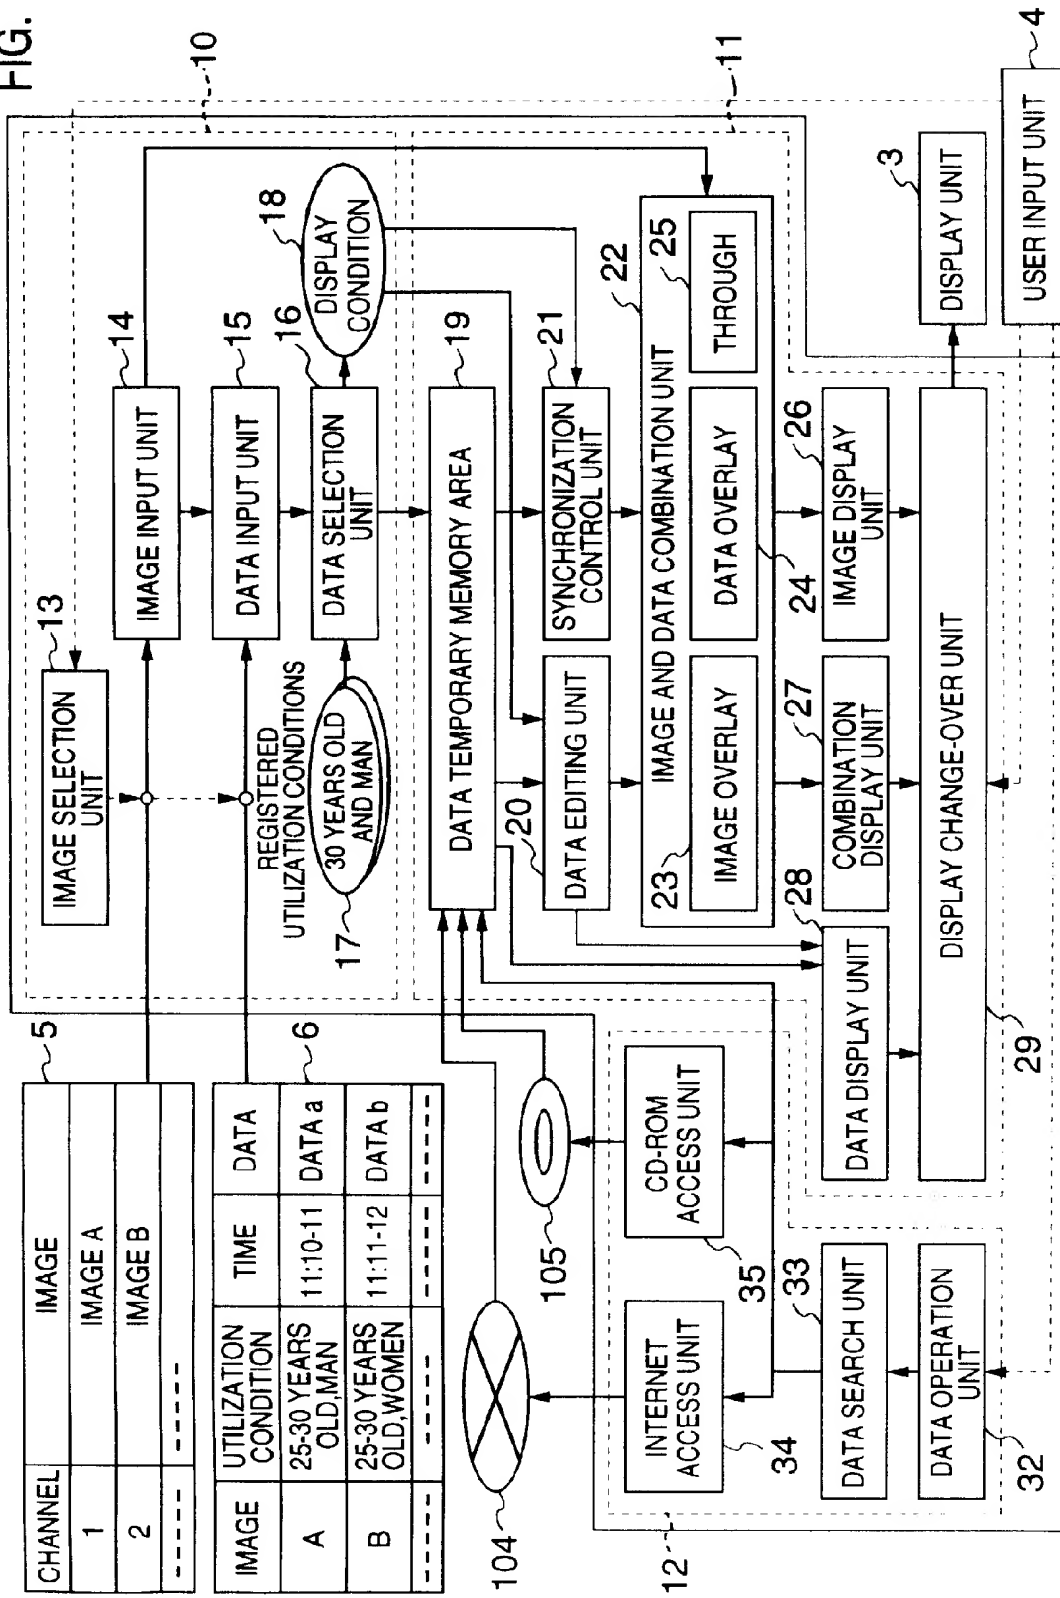 FIG.
CHANNEL IMAGE
1 IMAGE A
2 IMAGE B
5
IMAGE UTILIZATION CONDITION TIME DATA
A 25-30 YEARS OLD,MAN 11:10-11 DATA a
B 25-30 YEARS OLD,WOMEN 11:11-12 DATA b
6
10
IMAGE SELECTION
UNIT
13
IMAGE INPUT UNIT
14
DATA INPUT UNIT
15
REGISTERED
UTILIZATION CONDITIONS
30 YEARS OLD
AND MAN
17
DATA SELECTION
UNIT
16
DISPLAY
CONDITION
18
11
DATA TEMPORARY MEMORY AREA
19
DATA EDITING UNIT
20
SYNCHRONIZATION
CONTROL UNIT
21
IMAGE AND DATA COMBINATION UNIT
22
IMAGE OVERLAY
23
DATA OVERLAY
24
THROUGH
25
DATA DISPLAY UNIT
28
COMBINATION
DISPLAY UNIT
27
IMAGE DISPLAY
UNIT
26
DISPLAY CHANGE-OVER UNIT
29
DISPLAY UNIT
3
USER INPUT UNIT
4
104
105
12
INTERNET
ACCESS UNIT
34
CD-ROM
ACCESS UNIT
35
DATA SEARCH UNIT
33
DATA OPERATION
UNIT
32